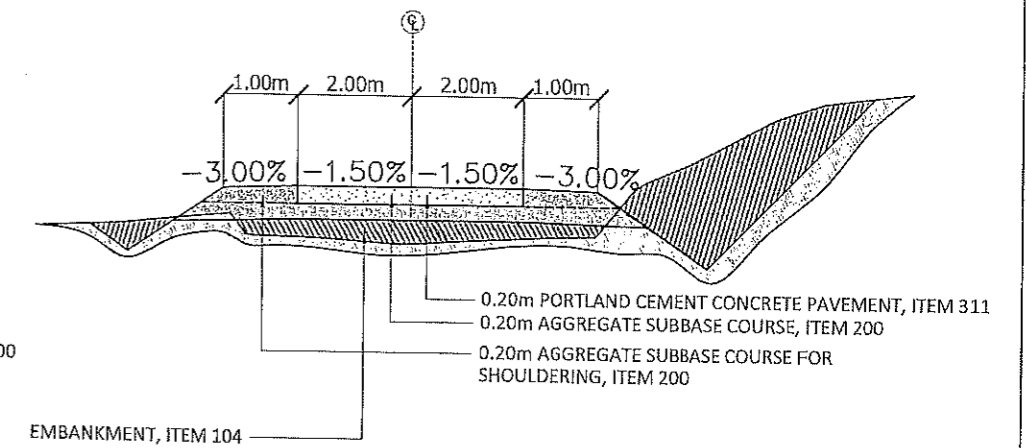 ℄
1.00m 2.00m 2.00m 1.00m
-3.00% -1.50% -1.50% -3.00%
0.20m PORTLAND CEMENT CONCRETE PAVEMENT, ITEM 311
0.20m AGGREGATE SUBBASE COURSE, ITEM 200
00
0.20m AGGREGATE SUBBASE COURSE FOR
SHOULDERING, ITEM 200
EMBANKMENT, ITEM 104